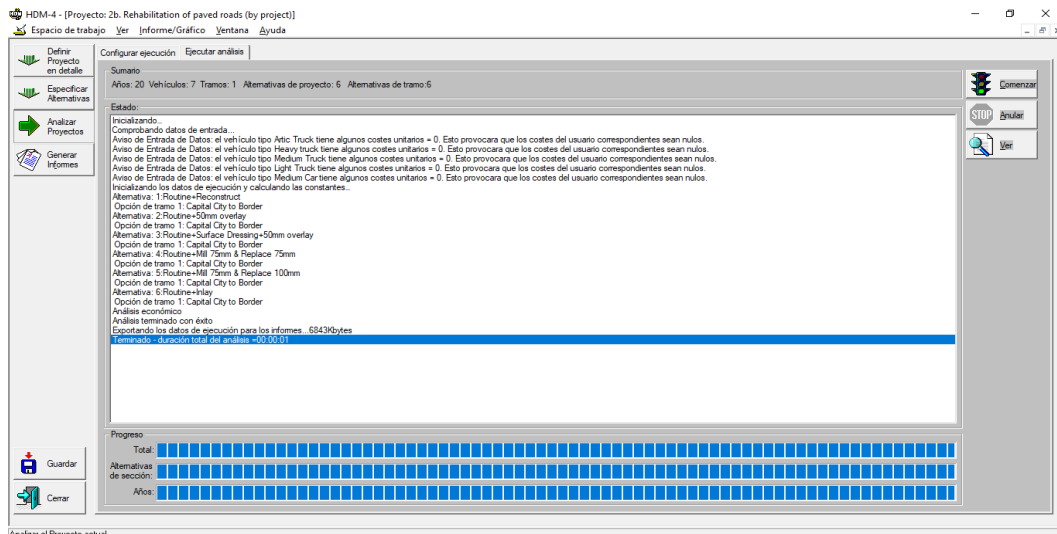 HDM-4 - [Proyecto: 2b. Rehabilitation of paved roads (by project)]
Espacio de trabajo Ver Informe/Gráfico Ventana Ayuda
Definir
Proyecto
en detalle
Especificar
Alternativas
Analizar
Proyectos
Generar
Informes
Guardar
Cerrar
Configurar ejecución Ejecutar análisis
Sumario
Años: 20 Vehículos: 7 Tramos: 1 Alternativas de proyecto: 6 Alternativas de tramo:6
Estado:
Inicializando...
Comprobando datos de entrada...
Aviso de Entrada de Datos: el vehículo tipo Artic Truck tiene algunos costes unitarios = 0. Esto provocara que los costes del usuario correspondientes sean nulos.
Aviso de Entrada de Datos: el vehículo tipo Heavy truck tiene algunos costes unitarios = 0. Esto provocara que los costes del usuario correspondientes sean nulos.
Aviso de Entrada de Datos: el vehículo tipo Medium Truck tiene algunos costes unitarios = 0. Esto provocara que los costes del usuario correspondientes sean nulos.
Aviso de Entrada de Datos: el vehículo tipo Light Truck tiene algunos costes unitarios = 0. Esto provocara que los costes del usuario correspondientes sean nulos.
Aviso de Entrada de Datos: el vehículo tipo Medium Car tiene algunos costes unitarios = 0. Esto provocara que los costes del usuario correspondientes sean nulos.
Inicializando los datos de ejecución y calculando las constantes...
Alternativa: 1:Routine+Reconstruct
Opción de tramo 1: Capital City to Border
Alternativa: 2:Routine+50mm overlay
Opción de tramo 1: Capital City to Border
Alternativa: 3:Routine+Surface Dressing+50mm overlay
Opción de tramo 1: Capital City to Border
Alternativa: 4:Routine+Mill 75mm & Replace 75mm
Opción de tramo 1: Capital City to Border
Alternativa: 5:Routine+Mill 75mm & Replace 100mm
Opción de tramo 1: Capital City to Border
Alternativa: 6:Routine+Inlay
Opción de tramo 1: Capital City to Border
Análisis económico
Análisis terminado con éxito
Exportando los datos de ejecución para los informes...6843Kbytes
Terminado - duración total del análisis =00:00:01
Progreso
Total:
Alternativas
de sección:
Años:
Comenzar
STOP Anular
Ver
Analizar el Proyecto actual